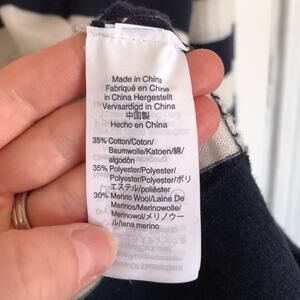 Made in China
Fabriqué en Chine
in China Hergestellt
Vervaardigd in China
中国製
Hecho en China
35% Cotton/Coton/
Baumwolle/Katoen/綿/
algodón
35% Polyester/Polyester/
Polyester/Polyester/ポリ
エステル/poliéster
30% Merino Wool/Laine De
Merinos/Merinowolle/
Merinowol/メリノウー
ル/lana merino